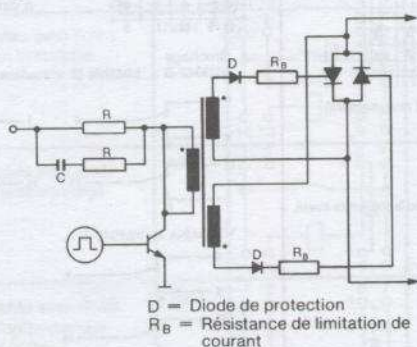 D
R_B
R
C
R
D
R_B
D = Diode de protection
R_B = Résistance de limitation de
courant